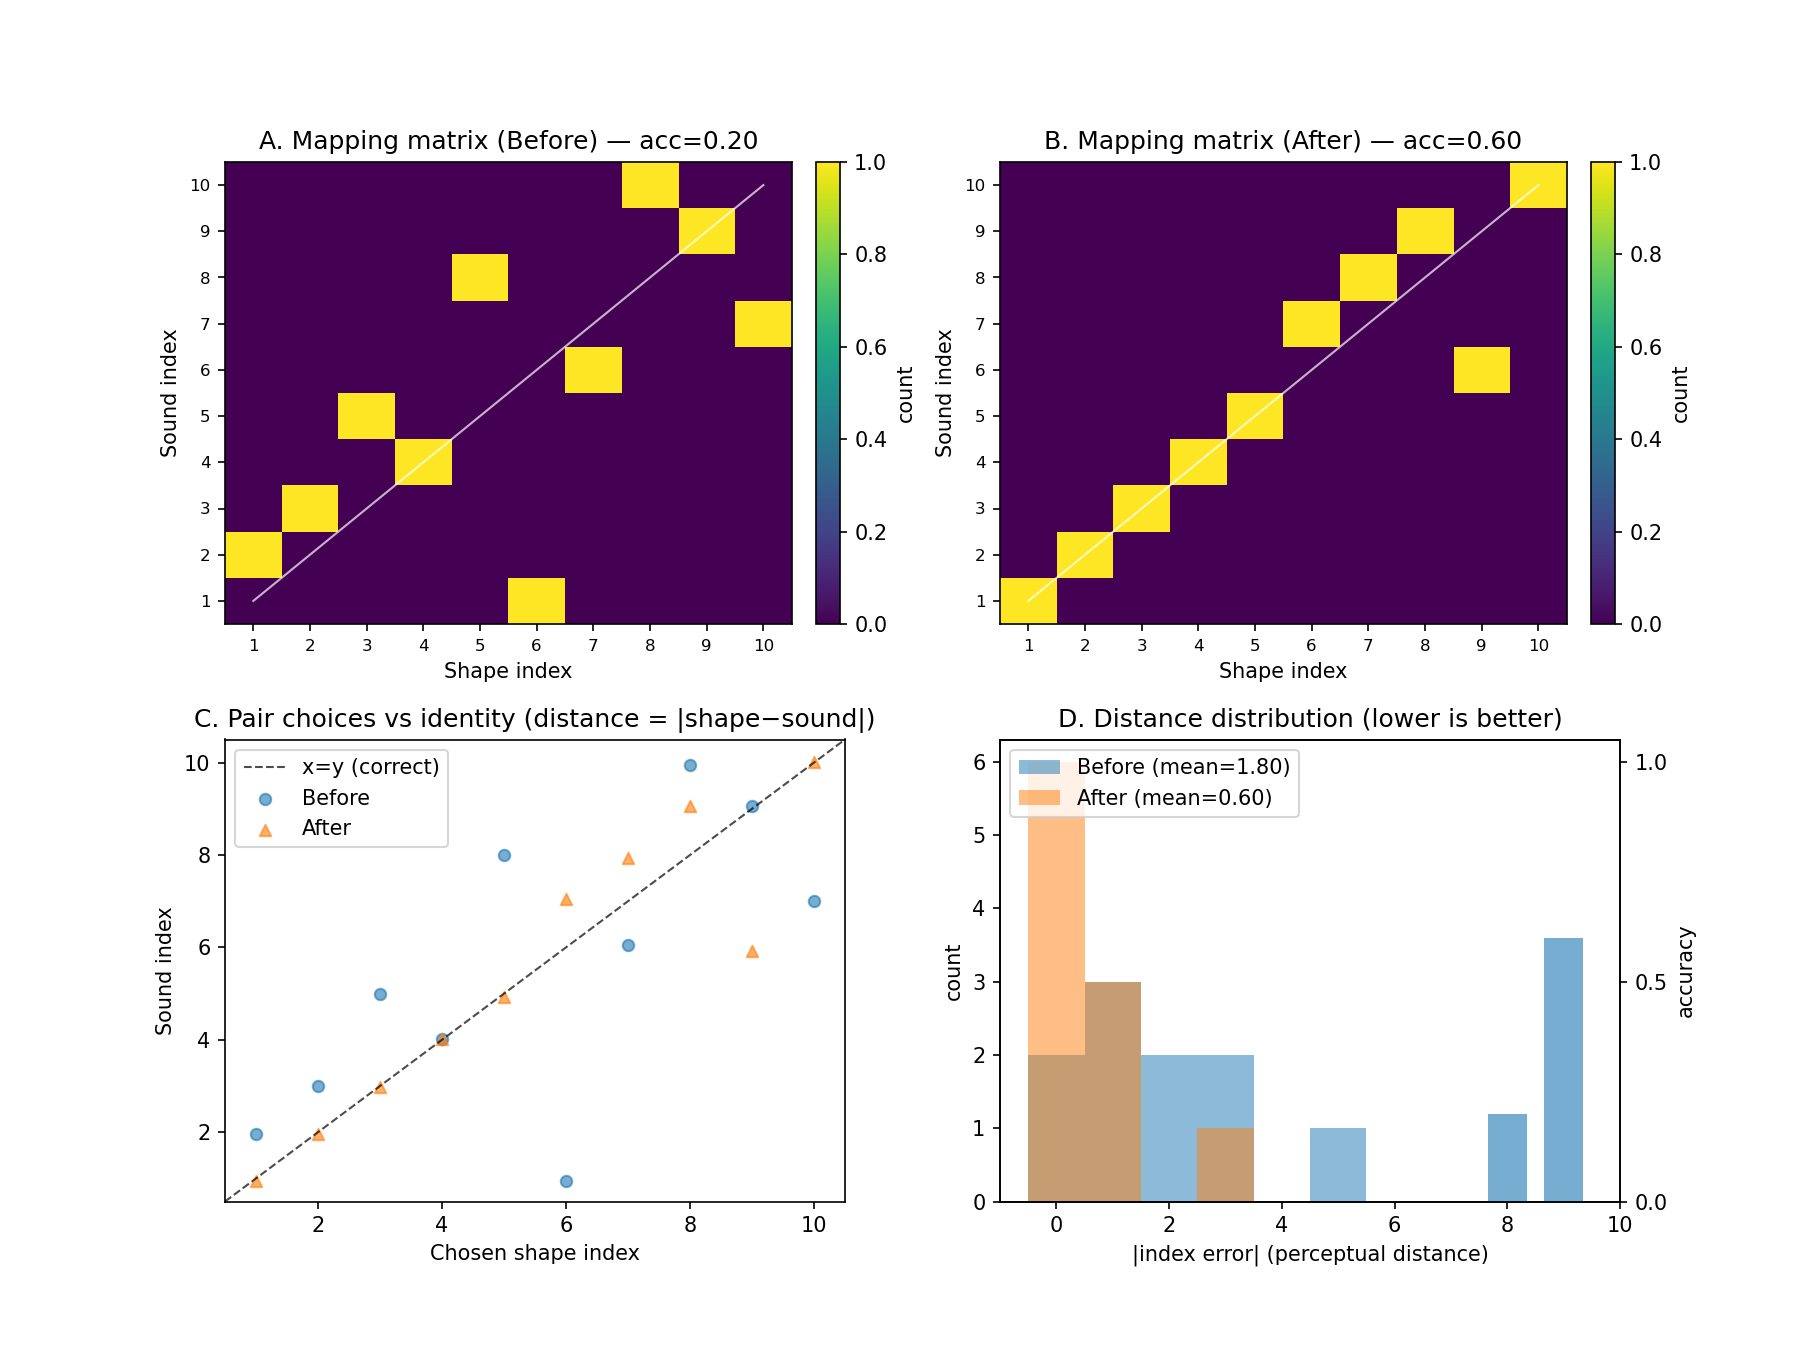 A. Mapping matrix (Before) — acc=0.20
10
9
8
7
6
5
4
3
2
1
Sound index
1 2 3 4 5 6 7 8 9 10
Shape index
1.0
0.8
0.6
0.4
0.2
0.0
count
B. Mapping matrix (After) — acc=0.60
10
9
8
7
6
5
4
3
2
1
Sound index
1 2 3 4 5 6 7 8 9 10
Shape index
1.0
0.8
0.6
0.4
0.2
0.0
count
C. Pair choices vs identity (distance = |shape−sound|)
x=y (correct)
Before
After
10
8
6
4
2
Sound index
2 4 6 8 10
Chosen shape index
D. Distance distribution (lower is better)
Before (mean=1.80)
After (mean=0.60)
6
5
4
3
2
1
0
count
0 2 4 6 8 10
|index error| (perceptual distance)
1.0
0.5
0.0
accuracy